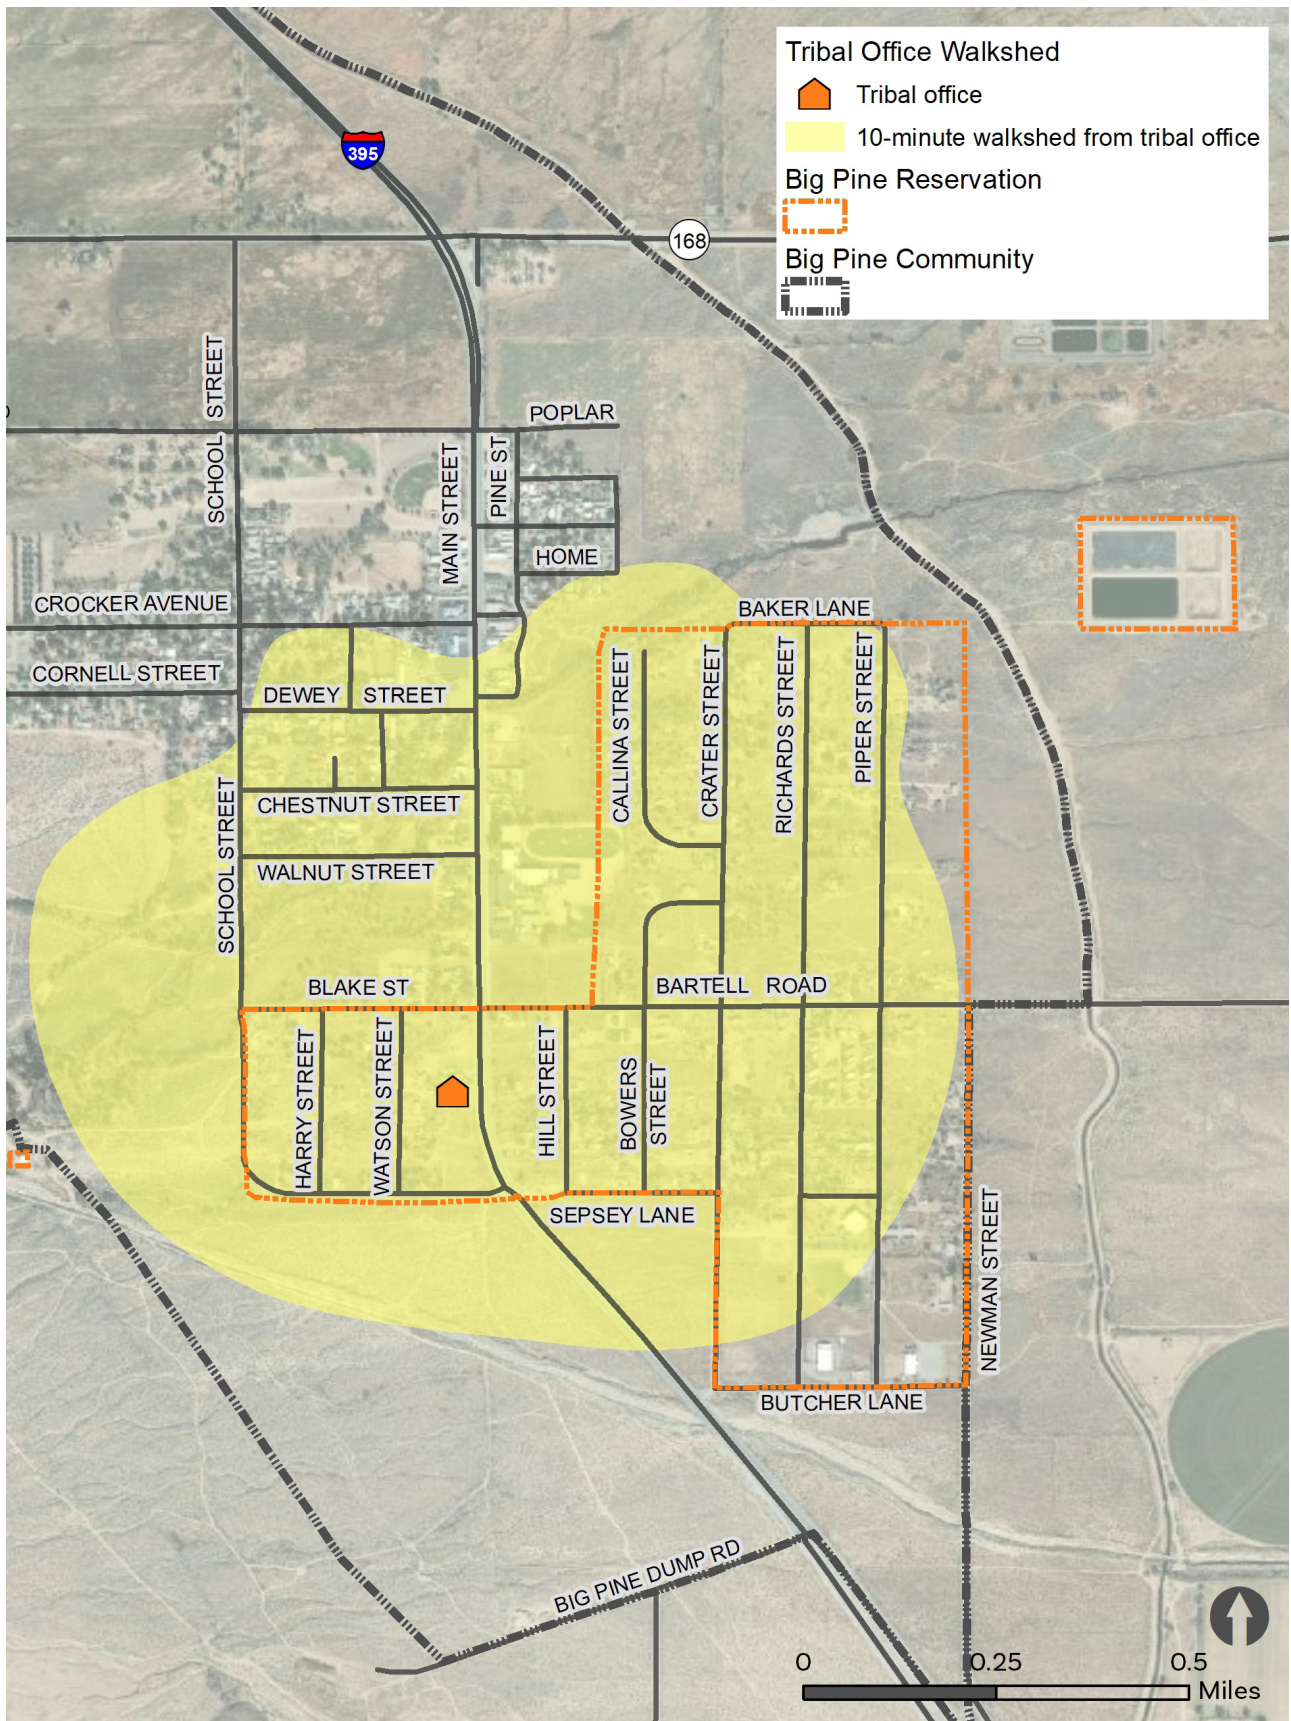 Tribal Office Walkshed
Tribal office
10-minute walkshed from tribal office
Big Pine Reservation
Big Pine Community
395
168
SCHOOL STREET
POPLAR
MAIN STREET
PINE ST
HOME
CROCKER AVENUE
BAKER LANE
CORNELL STREET
DEWEY STREET
CALLINA STREET
CRATER STREET
RICHARDS STREET
PIPER STREET
CHESTNUT STREET
SCHOOL STREET
WALNUT STREET
BLAKE ST
BARTELL ROAD
HARRY STREET
WATSON STREET
HILL STREET
BOWERS
STREET
SEPSEY LANE
NEWMAN STREET
BUTCHER LANE
BIG PINE DUMP RD
0
0.25
0.5
Miles